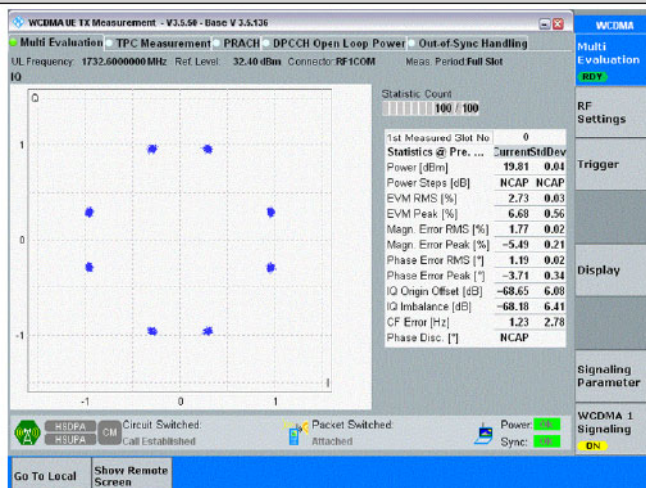 WCDMA UE TX Measurement - V3.5.50 - Base V 3.5.136
WCDMA
Multi Evaluation TPC Measurement PRACH DPCCH Open Loop Power Out-of-Sync Handling
Multi
Evaluation
RDY
UL Frequency: 1732.6000000 MHz Ref. Level: 32.40 dBm Connector: RF1COM Meas. Period: Full Slot
IQ
Q
1
0
-1
-1 0 1
I
Statistic Count
100 / 100
1st Measured Slot No 0
Statistics @ Pre. ... Current StdDev
Power [dBm] 19.81 0.04
Power Steps [dB] NCAP NCAP
EVM RMS [%] 2.73 0.03
EVM Peak [%] 6.68 0.56
Magn. Error RMS [%] 1.77 0.02
Magn. Error Peak [%] -5.49 0.21
Phase Error RMS [°] 1.19 0.02
Phase Error Peak [°] -3.71 0.34
IQ Origin Offset [dB] -68.65 6.08
IQ Imbalance [dB] -68.18 6.41
CF Error [Hz] 1.23 2.78
Phase Disc. [°] NCAP
RF
Settings
Trigger
Display
Signaling
Parameter
WCDMA 1
Signaling
ON
HSDPA
HSUPA
CM
Circuit Switched:
Call Established
Packet Switched:
Attached
Power:
Sync:
Go To Local
Show Remote
Screen